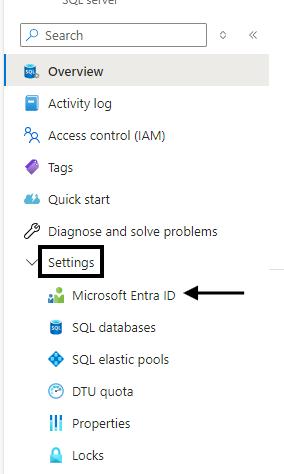 SQL server
Search
Overview
Activity log
Access control (IAM)
Tags
Quick start
Diagnose and solve problems
Settings
Microsoft Entra ID
SQL databases
SQL elastic pools
DTU quota
Properties
Locks